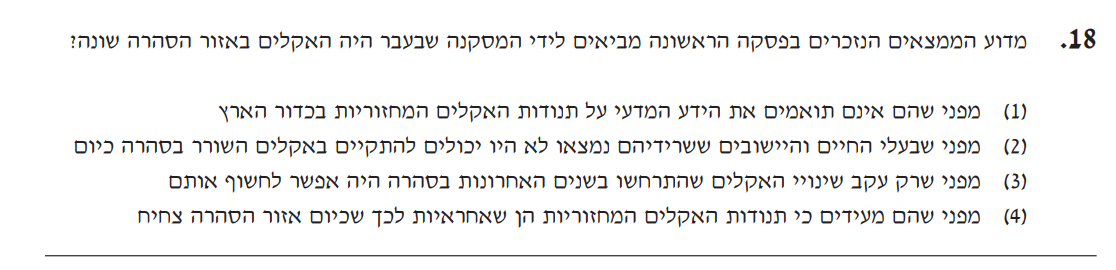 18. מדוע הממצאים הנזכרים בפסקה הראשונה מביאים לידי המסקנה שבעבר היה האקלים באזור הסהרה שונה?
(1) מפני שהם אינם תואמים את הידע המדעי על תנודות האקלים המחזוריות בכדור הארץ
(2) מפני שבעלי החיים והיישובים ששרידיהם נמצאו לא היו יכולים להתקיים באקלים השורר בסהרה כיום
(3) מפני שרק עקב שינויי האקלים שהתרחשו בשנים האחרונות בסהרה היה אפשר לחשוף אותם
(4) מפני שהם מעידים כי תנודות האקלים המחזוריות הן שאחראיות לכך שכיום אזור הסהרה צחיח